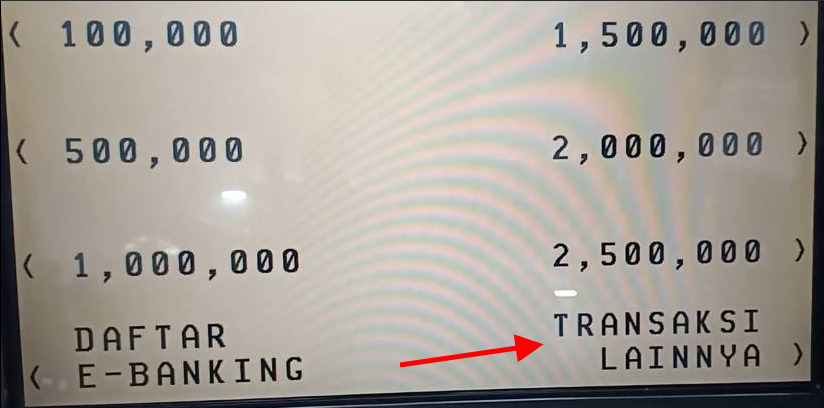 < 100,000
1,500,000 >
< 500,000
2,000,000 >
< 1,000,000
2,500,000 >
DAFTAR
< E-BANKING
TRANSAKSI
LAINNYA >